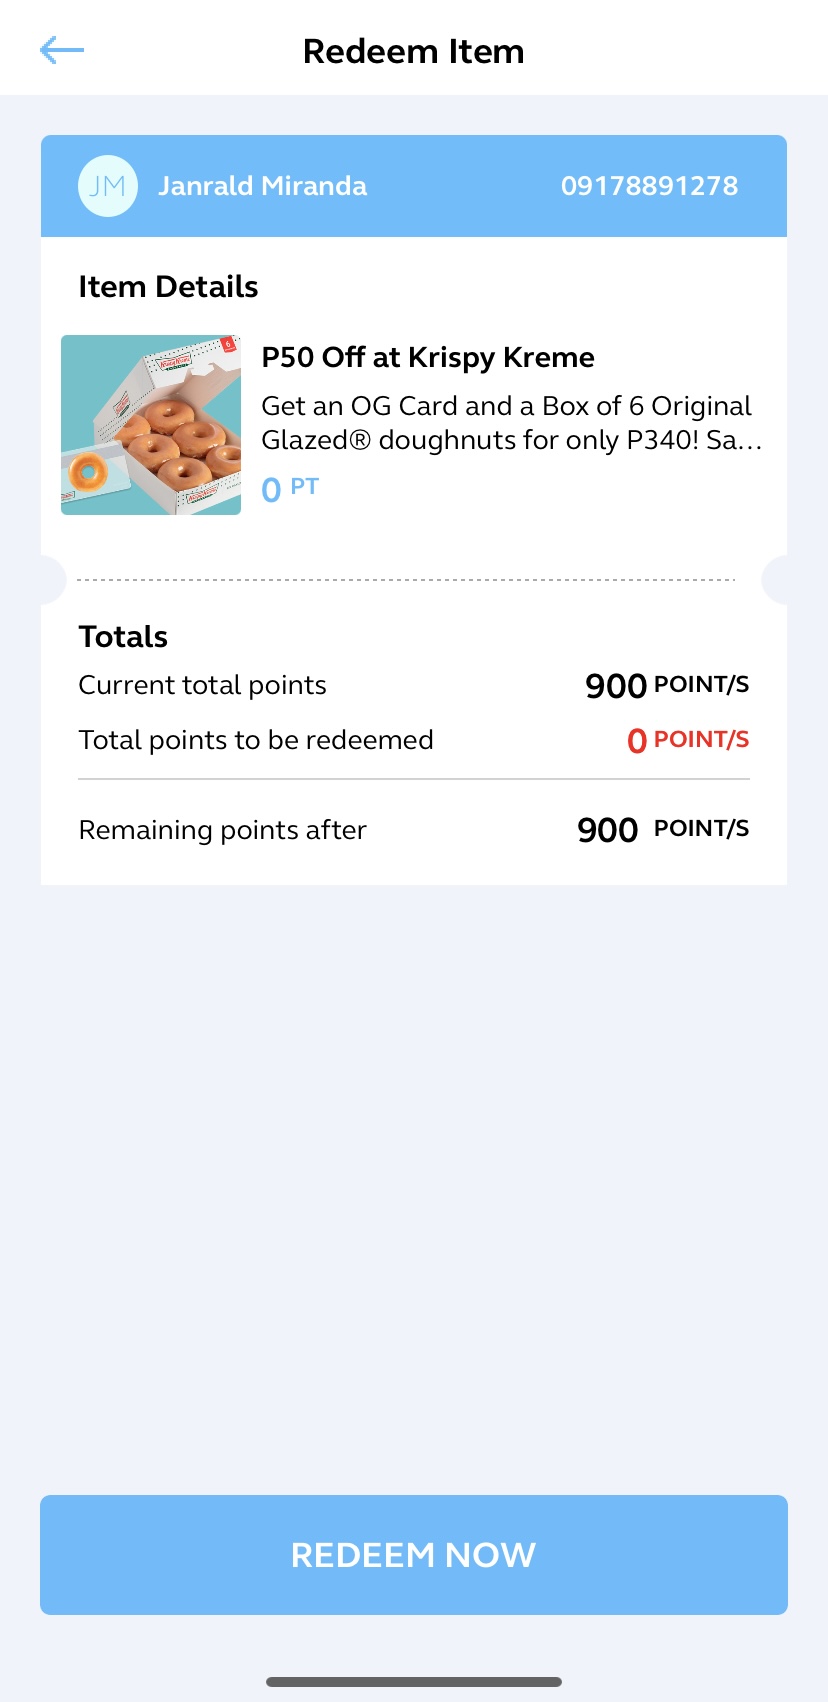 Redeem Item
JM
Janrald Miranda
09178891278
Item Details
P50 Off at Krispy Kreme
Get an OG Card and a Box of 6 Original
Glazed® doughnuts for only P340! Sa...
0 PT
Totals
Current total points
900 POINT/S
Total points to be redeemed
0 POINT/S
Remaining points after
900 POINT/S
REDEEM NOW